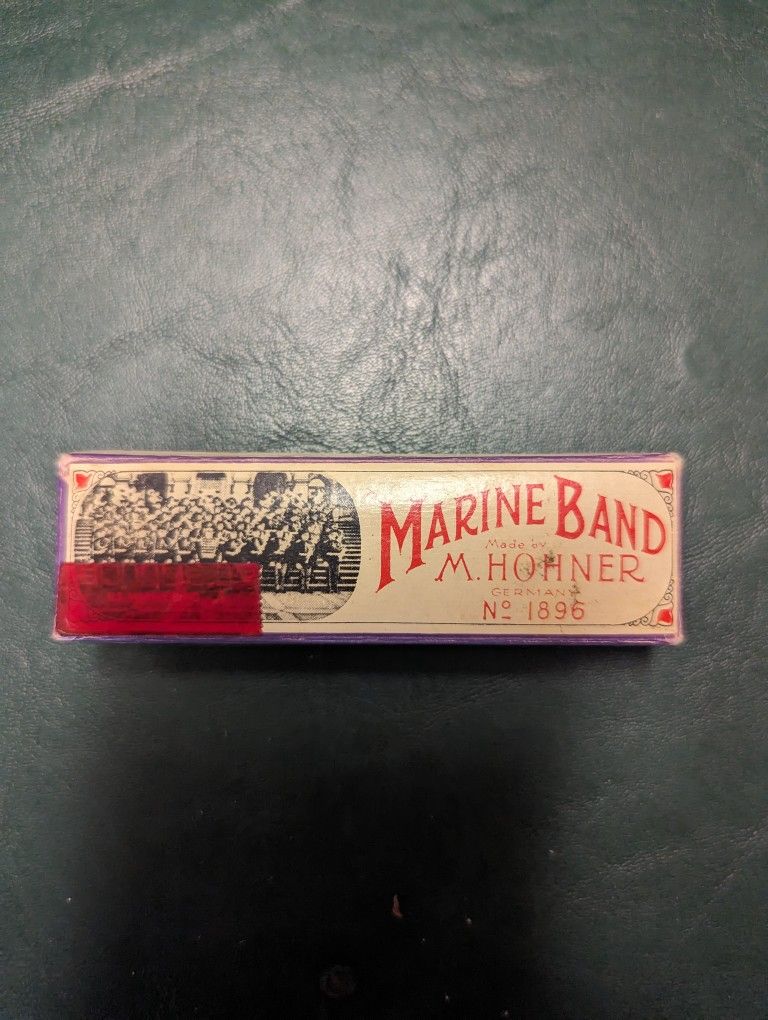 MARINE BAND
Made by
M. HOHNER
GERMANY
Nº 1896